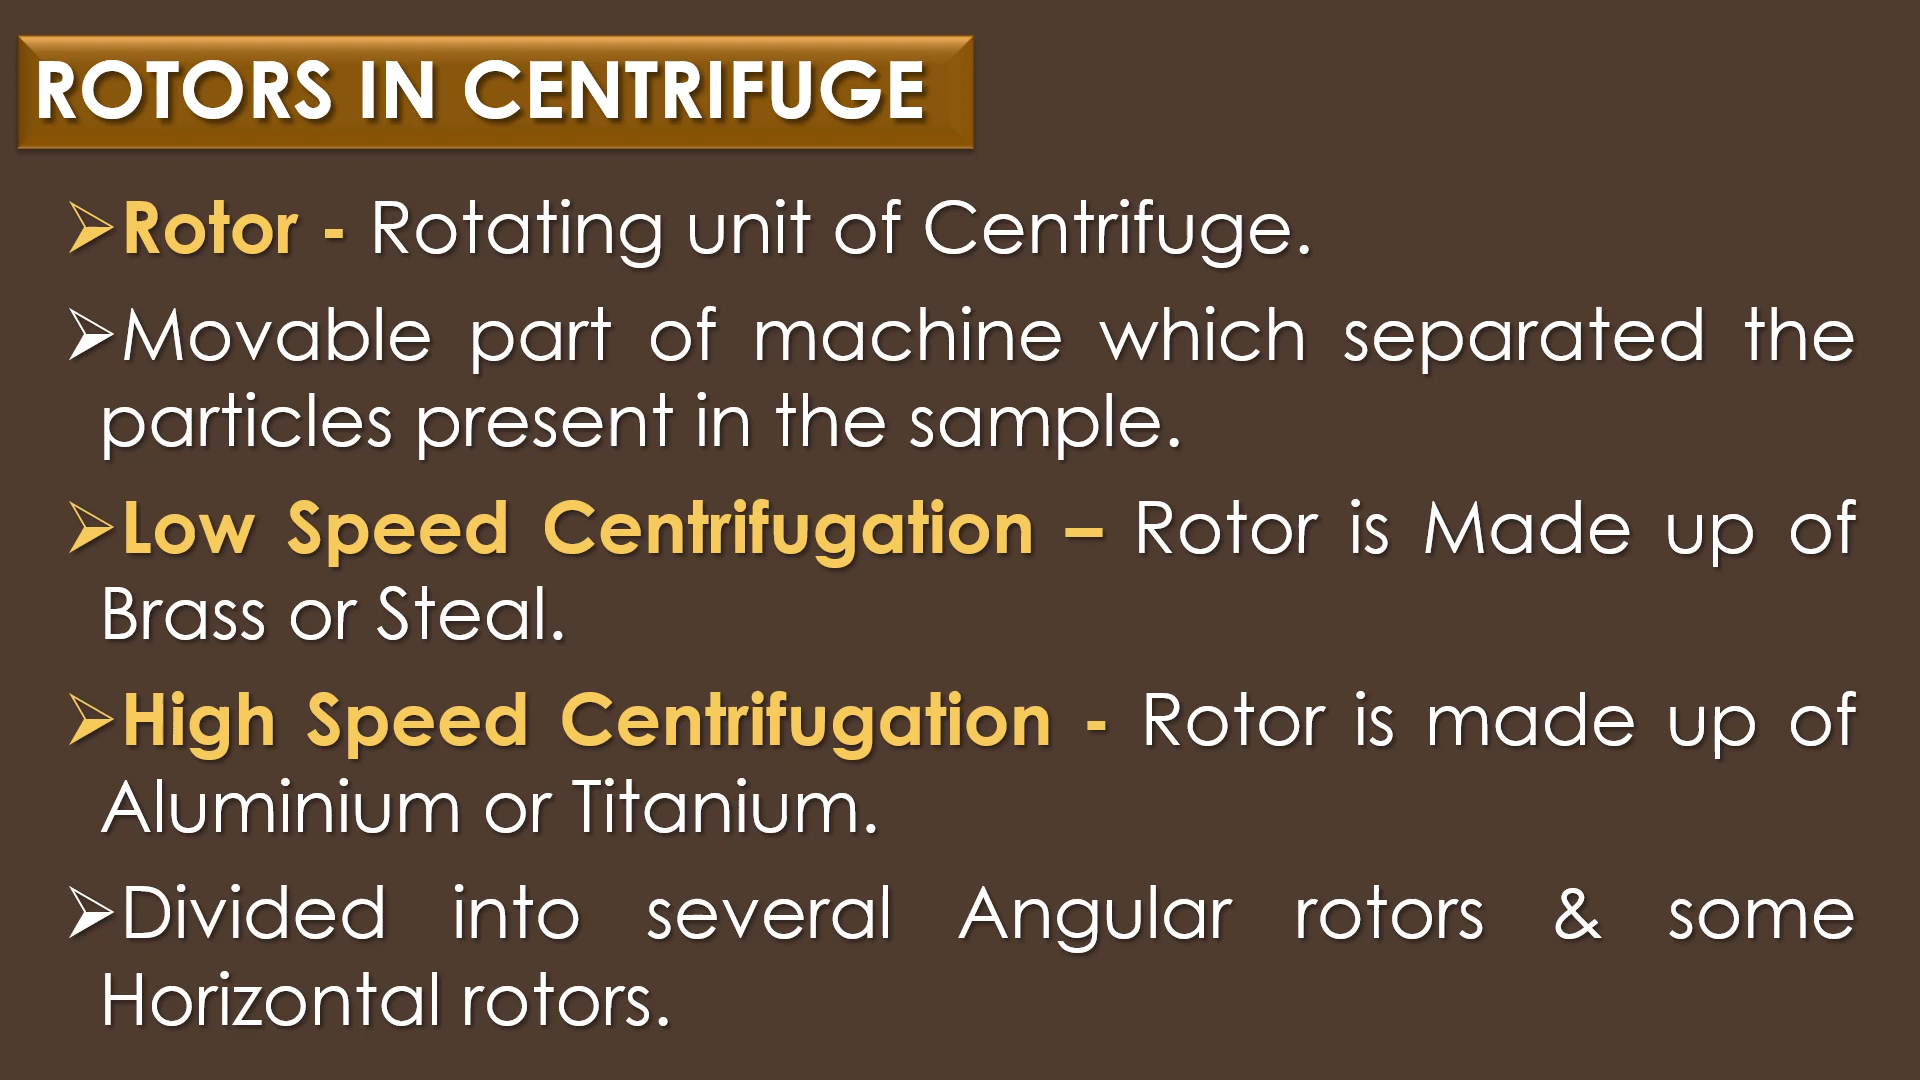 ROTORS IN CENTRIFUGE
➢Rotor - Rotating unit of Centrifuge.
➢Movable part of machine which separated the
particles present in the sample.
➢Low Speed Centrifugation – Rotor is Made up of
Brass or Steal.
➢High Speed Centrifugation - Rotor is made up of
Aluminium or Titanium.
➢Divided into several Angular rotors & some
Horizontal rotors.